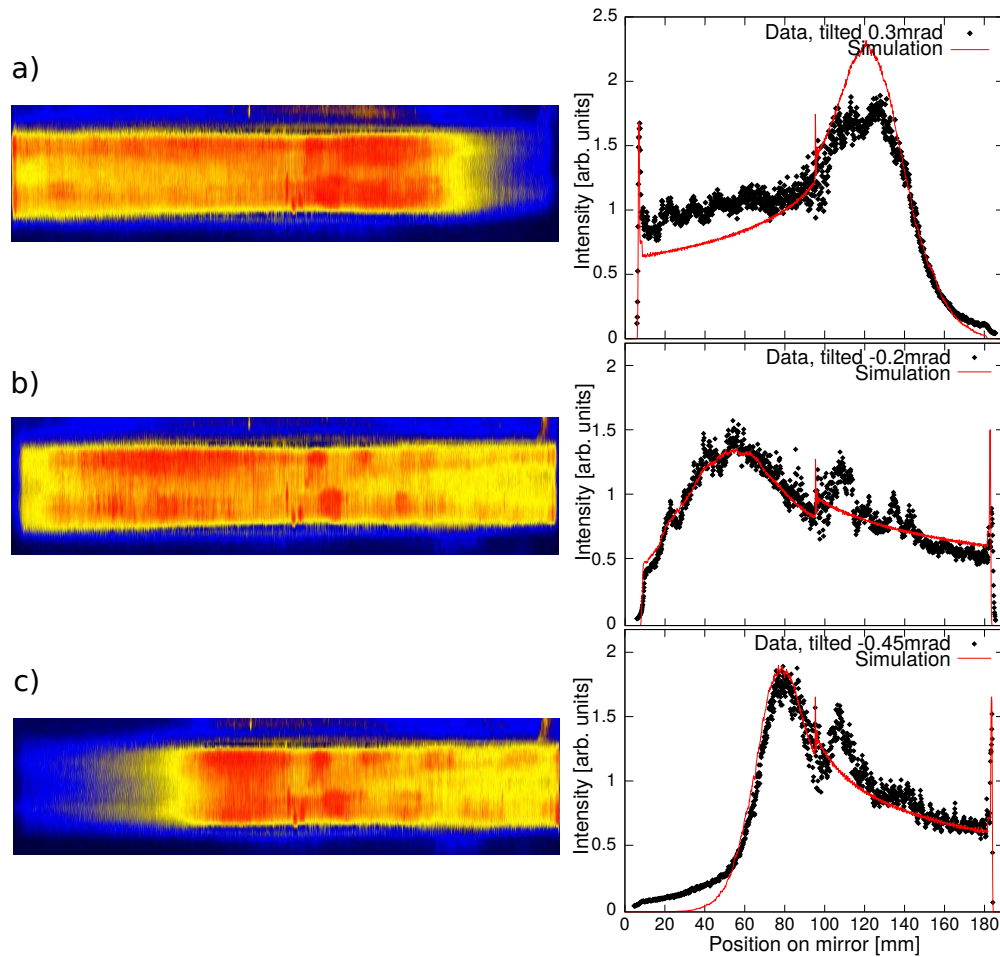 a)
2.5
2
1.5
1
0.5
0
Intensity [arb. units]
Data, tilted 0.3mrad
Simulation
b)
2
1.5
1
0.5
0
Intensity [arb. units]
Data, tilted -0.2mrad
Simulation
c)
2
1.5
1
0.5
0
Intensity [arb. units]
Data, tilted -0.45mrad
Simulation
0 20 40 60 80 100 120 140 160 180
Position on mirror [mm]